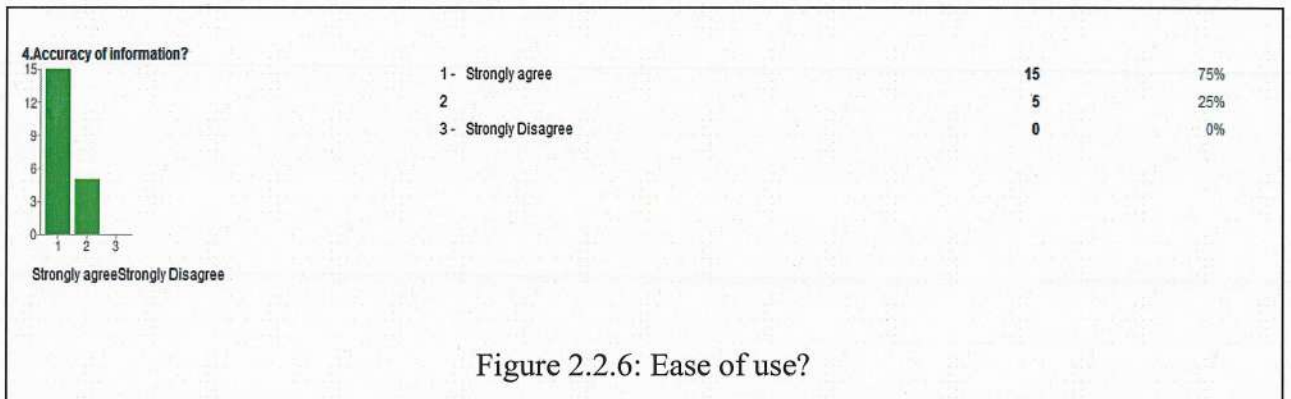 4.Accuracy of information?
15
12
9
6
3
0
1 2 3
Strongly agreeStrongly Disagree
1 - Strongly agree 15 75%
2 5 25%
3 - Strongly Disagree 0 0%
Figure 2.2.6: Ease of use?